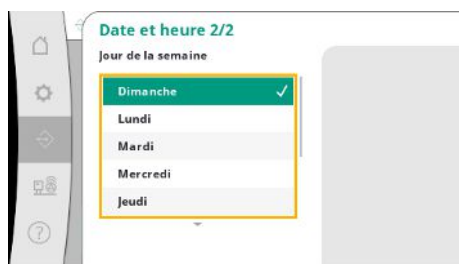 Date et heure 2/2
Jour de la semaine
Dimanche
Lundi
Mardi
Mercredi
Jeudi